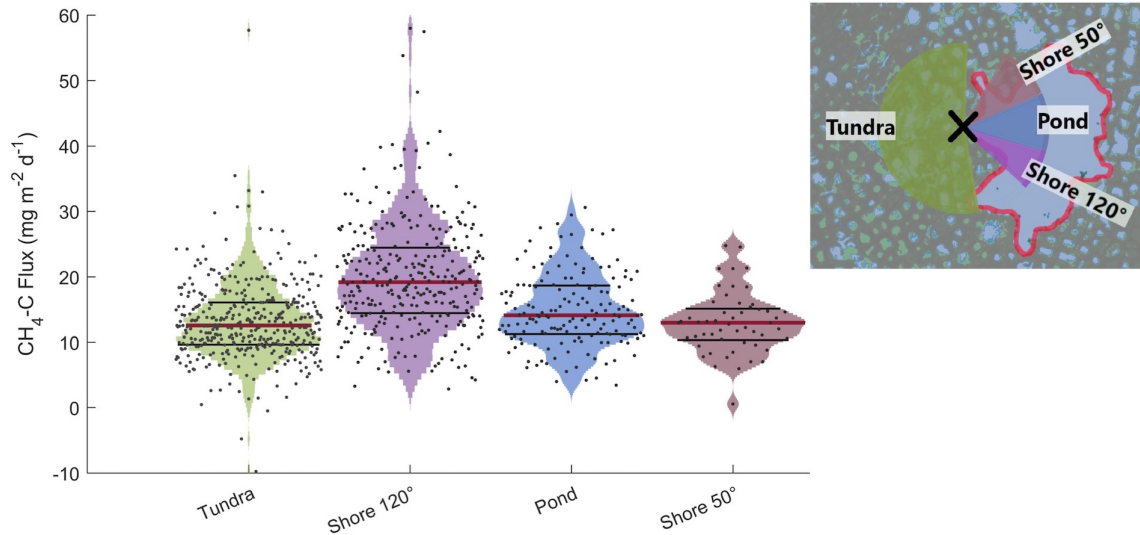 60
50
40
30
20
10
0
-10
CH₄-C Flux (mg m⁻² d⁻¹)
Tundra
Shore 120°
Pond
Shore 50°
Shore 50°
Tundra
Pond
Shore 120°